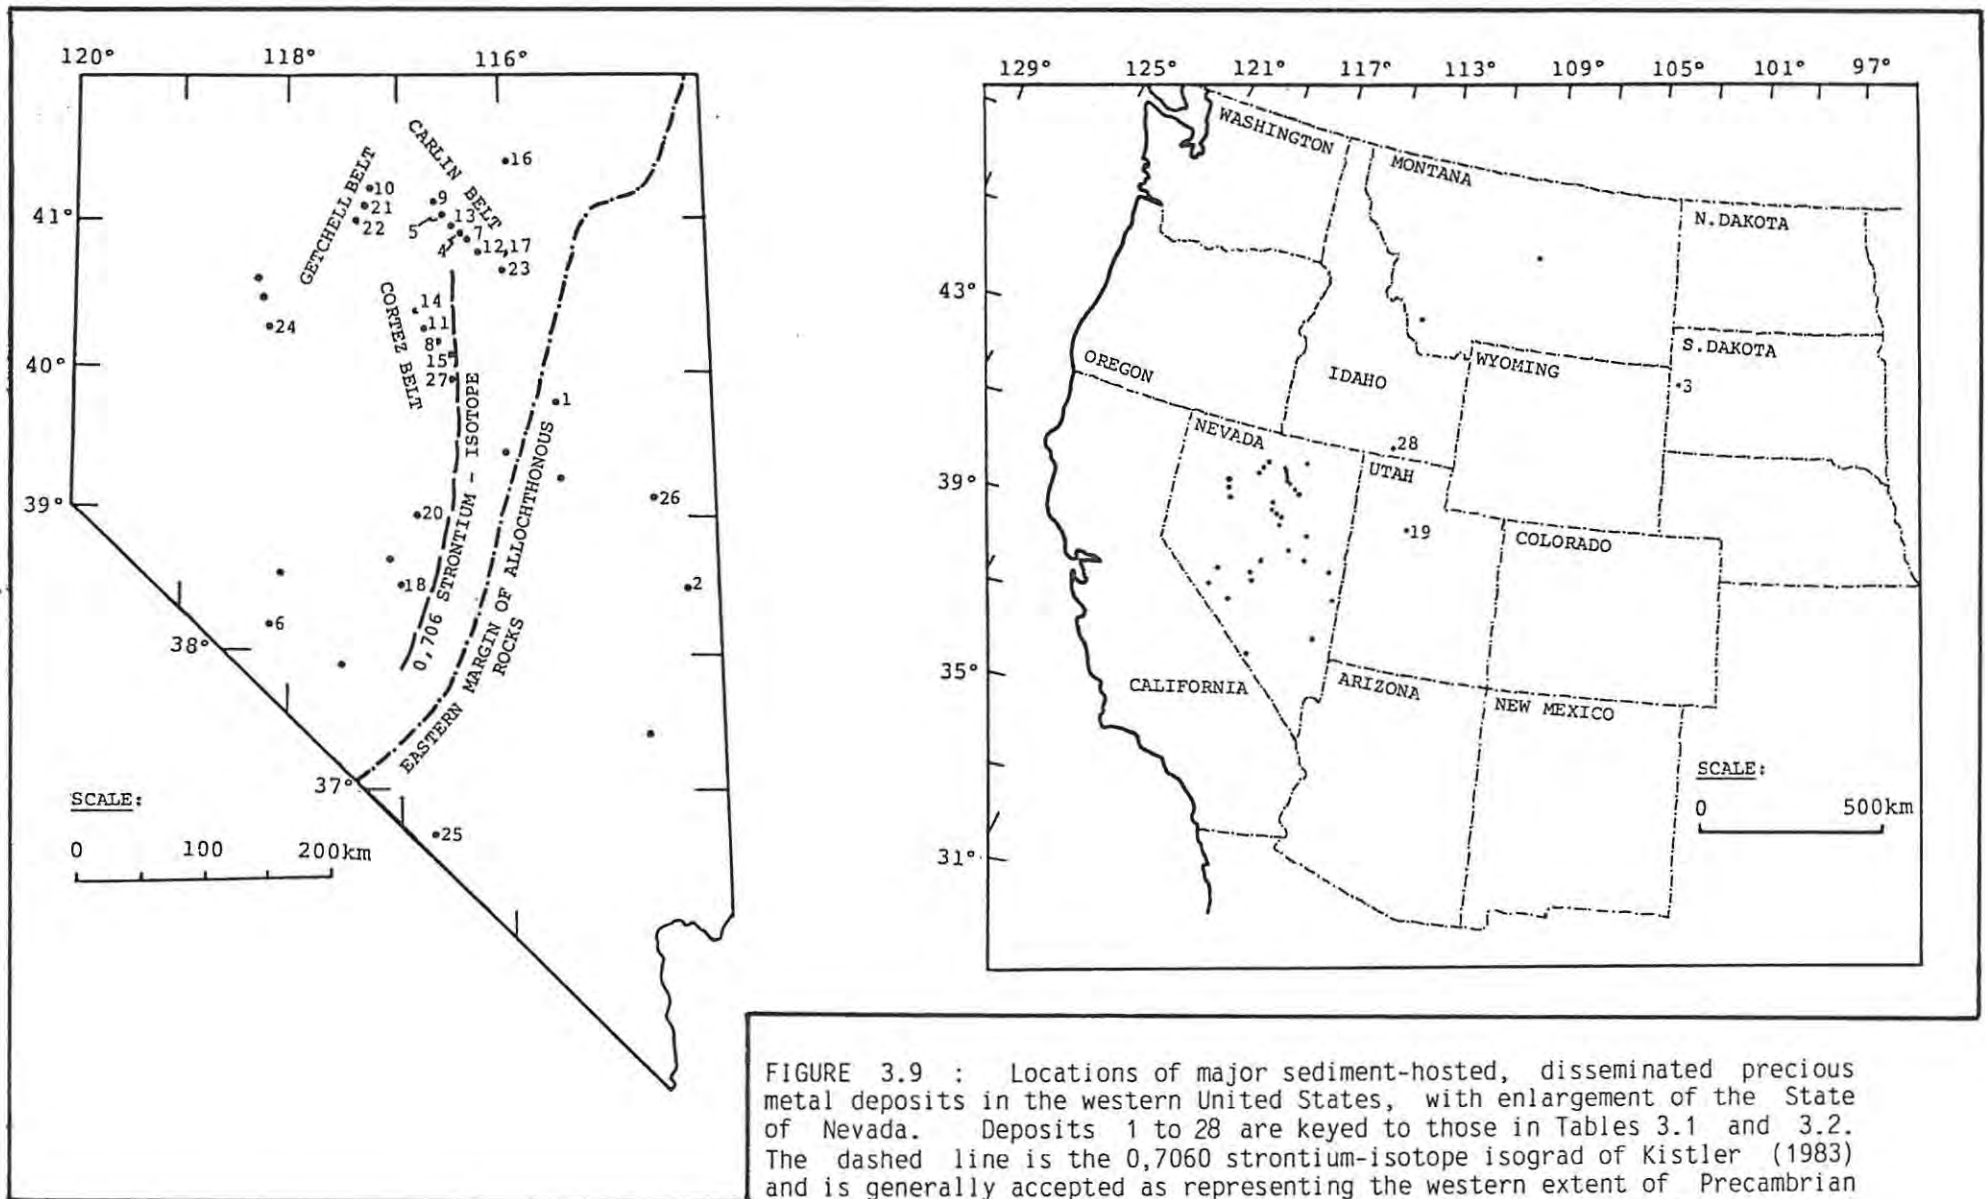 120° 118° 116°
CARLIN BELT
GETCHELL BELT
16
10
9
21
13
41°
5
22
7
4
12,17
23
CORTEZ BELT
14
11
24
8
15
40°
27
1
0,706 STRONTIUM - ISOTOPE
EASTERN MARGIN OF ALLOCHTHONOUS
ROCKS
26
39°
20
18
2
6
38°
37°
25
SCALE:
0 100 200km
129° 125° 121° 117° 113° 109° 105° 101° 97°
WASHINGTON
MONTANA
N.DAKOTA
43°
S.DAKOTA
OREGON
IDAHO
WYOMING
3
NEVADA
28
UTAH
39°
19
COLORADO
35°
CALIFORNIA
ARIZONA
NEW MEXICO
SCALE:
0 500km
31°
FIGURE 3.9 : Locations of major sediment-hosted, disseminated precious
metal deposits in the western United States, with enlargement of the State
of Nevada. Deposits 1 to 28 are keyed to those in Tables 3.1 and 3.2.
The dashed line is the 0,7060 strontium-isotope isograd of Kistler (1983)
and is generally accepted as representing the western extent of Precambrian